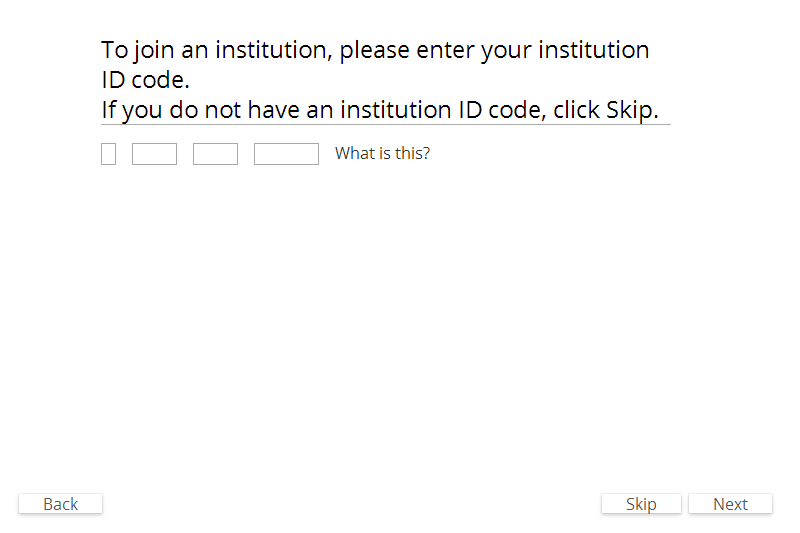 To join an institution, please enter your institution
ID code.
If you do not have an institution ID code, click Skip.
What is this?
Back
Skip
Next